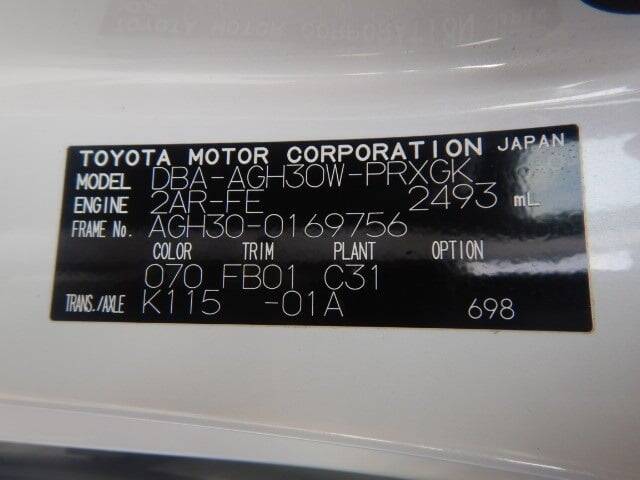 TOYOTA MOTOR CORPORATION JAPAN
MODEL DBA-AGH30W-PRXGK
ENGINE 2AR-FE 2493 mL
FRAME No. AGH30-0169756
COLOR TRIM PLANT OPTION
070 FB01 C31
TRANS./AXLE K115 -01A 698